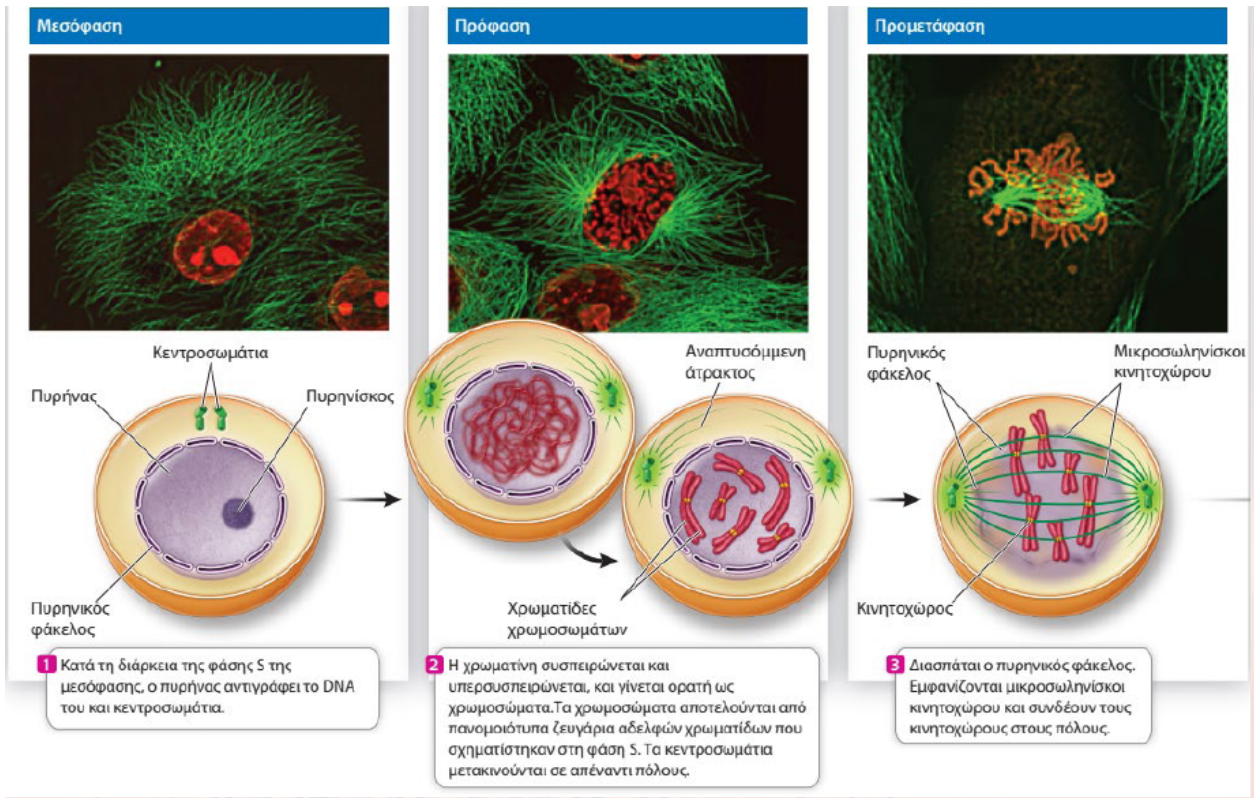 Μεσόφαση
Κεντροσωμάτια
Πυρήνας
Πυρηνίσκος
Πυρηνικός
φάκελος
1 Κατά τη διάρκεια της φάσης S της
μεσόφασης, ο πυρήνας αντιγράφει το DNA
του και κεντροσωμάτια.
Πρόφαση
Αναπτυσόμμενη
άτρακτος
Χρωματίδες
χρωμοσωμάτων
2 Η χρωματίνη συσπειρώνεται και
υπερσυσπειρώνεται, και γίνεται ορατή ως
χρωμοσώματα.Τα χρωμοσώματα αποτελούνται από
πανομοιότυπα ζευγάρια αδελφών χρωματίδων που
σχηματίστηκαν στη φάση S. Τα κεντροσωμάτια
μετακινούνται σε απέναντι πόλους.
Προμετάφαση
Πυρηνικός
φάκελος
Μικροσωληνίσκοι
κινητοχώρου
Κινητοχώρος
3 Διασπάται ο πυρηνικός φάκελος.
Εμφανίζονται μικροσωληνίσκοι
κινητοχώρου και συνδέουν τους
κινητοχώρους στους πόλους.